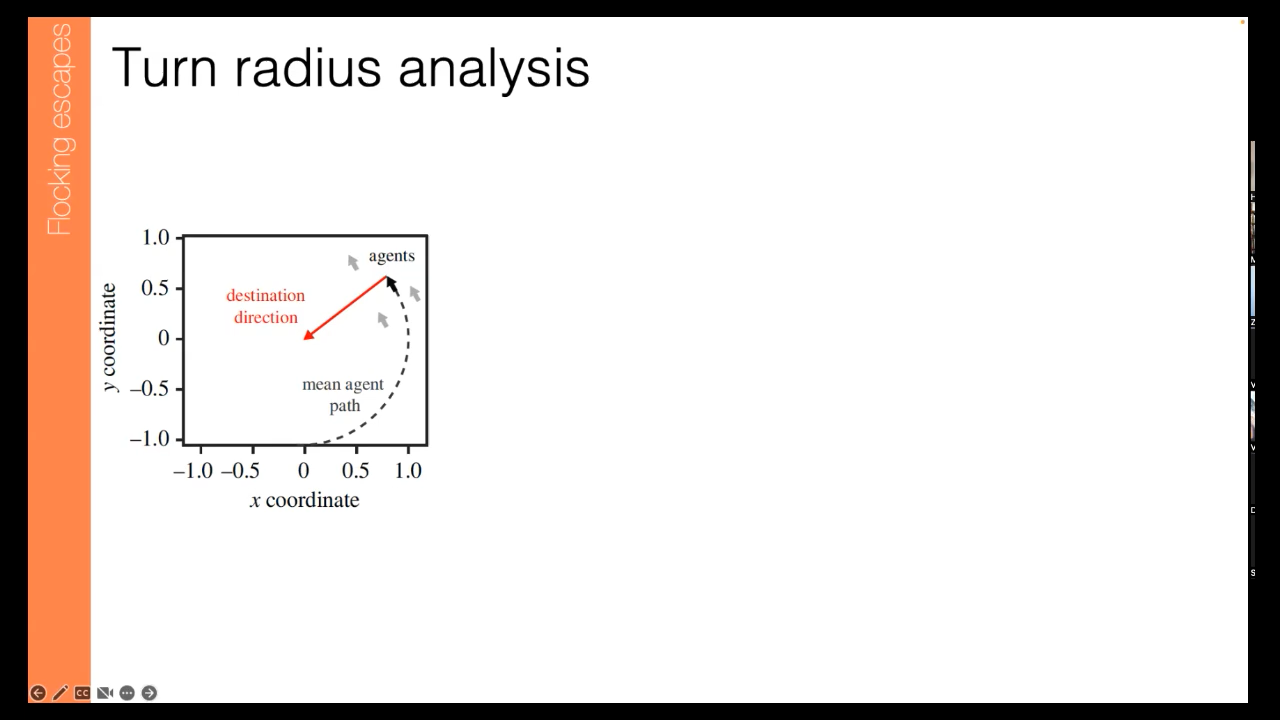 Flocking escapes
Turn radius analysis
1.0
0.5
0
–0.5
–1.0
y coordinate
agents
destination
direction
mean agent
path
–1.0 –0.5 0 0.5 1.0
x coordinate
CC